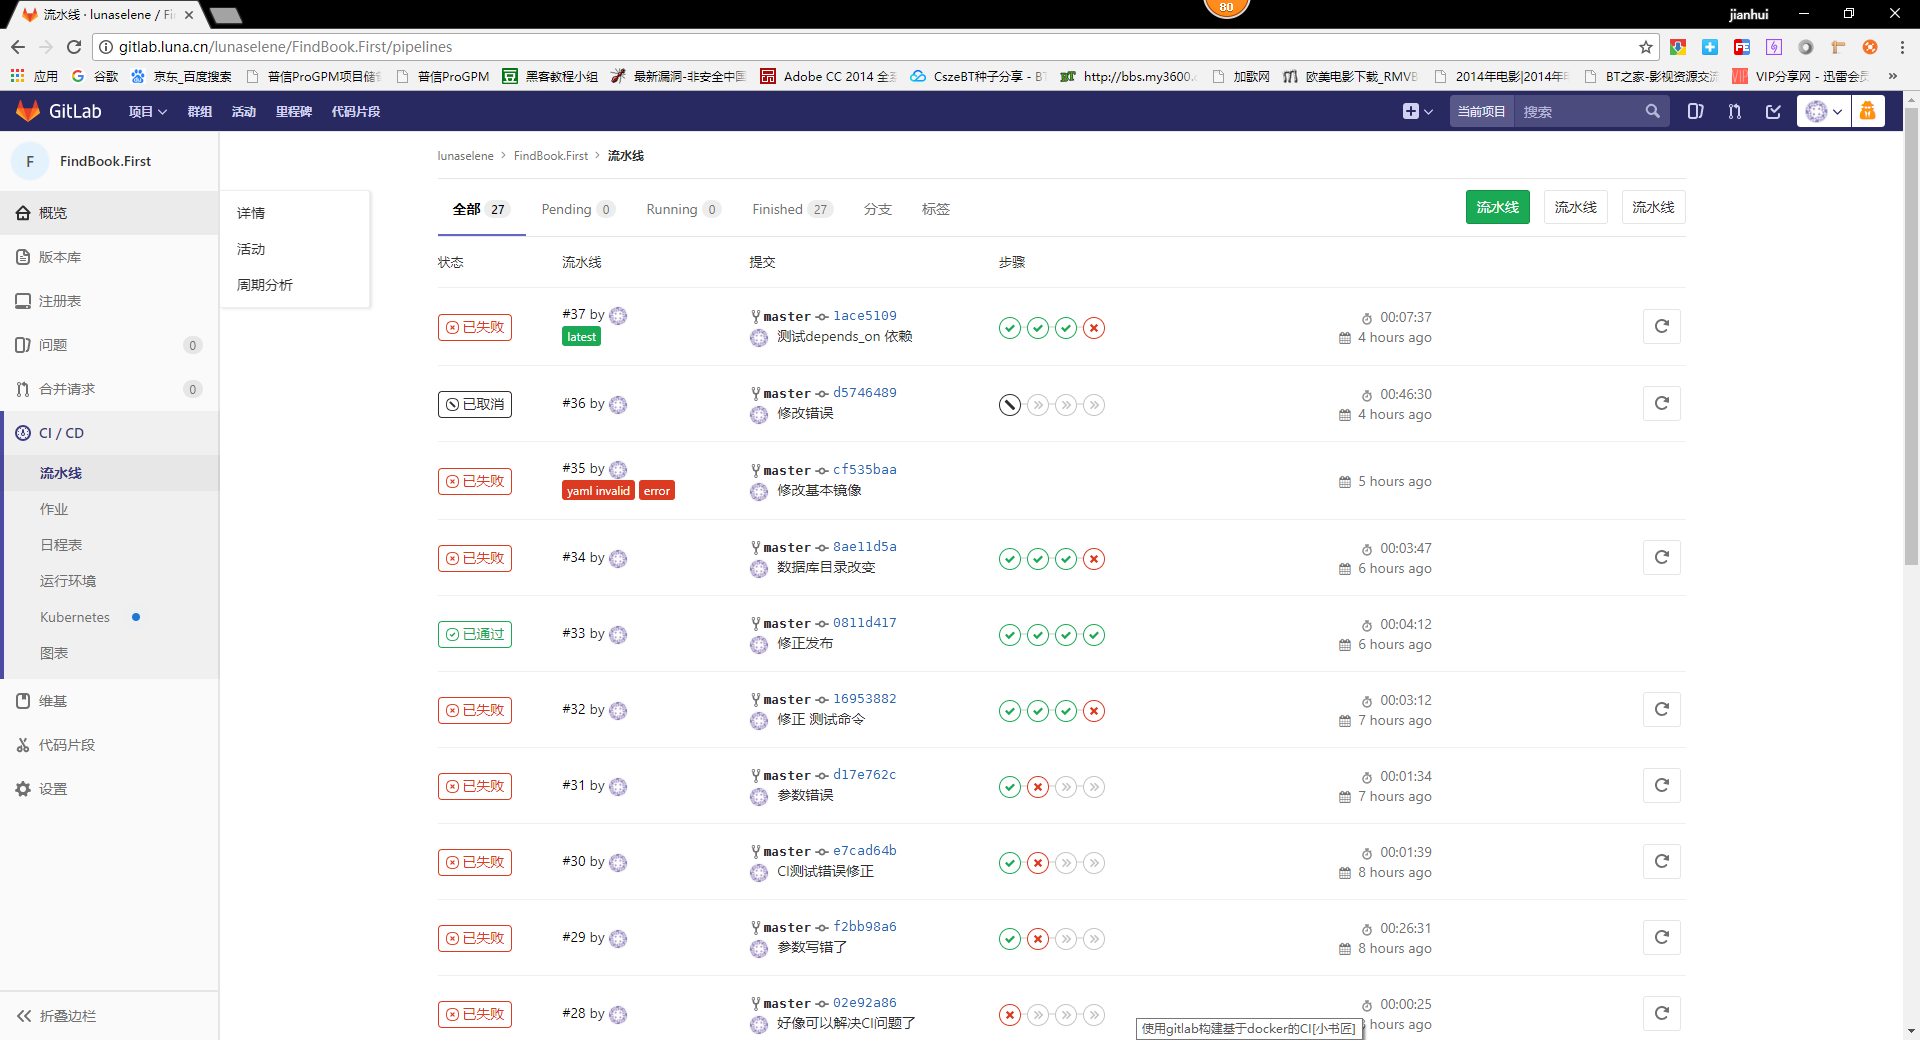 80
jianhui
流水线 · lunaselene / Fi
gitlab.luna.cn/lunaselene/FindBook.First/pipelines
应用 谷歌 京东_百度搜索 普信ProGPM项目储 普信ProGPM 黑客教程小组 最新漏洞-非安全中国 Adobe CC 2014 全系 CszeBT种子分享 - BT http://bbs.my3600. 加歌网 欧美电影下载_RMVB 2014年电影|2014年 BT之家-影视资源交流 VIP分享网 - 迅雷会员 »
GitLab 项目 群组 活动 里程碑 代码片段 当前项目 搜索
F FindBook.First
概览
版本库
注册表
问题 0
合并请求 0
CI / CD
流水线
作业
日程表
运行环境
Kubernetes
图表
维基
代码片段
设置
折叠边栏
详情
活动
周期分析
lunaselene > FindBook.First > 流水线
全部 27 Pending 0 Running 0 Finished 27 分支 标签 流水线 流水线 流水线
状态 流水线 提交 步骤
已失败 #37 by master 1ace5109 00:07:37
latest 测试depends_on 依赖 4 hours ago
已取消 #36 by master d5746489 00:46:30
修改错误 4 hours ago
已失败 #35 by master cf535baa
yaml invalid error 修改基本镜像 5 hours ago
已失败 #34 by master 8ae11d5a 00:03:47
数据库目录改变 6 hours ago
已通过 #33 by master 0811d417 00:04:12
修正发布 6 hours ago
已失败 #32 by master 16953882 00:03:12
修正 测试命令 7 hours ago
已失败 #31 by master d17e762c 00:01:34
参数错误 7 hours ago
已失败 #30 by master e7cad64b 00:01:39
CI测试错误修正 8 hours ago
已失败 #29 by master f2bb98a6 00:26:31
参数写错了 8 hours ago
已失败 #28 by master 02e92a86 00:00:25
好像可以解决CI问题了 hours ago
使用gitlab构建基于docker的CI[小书匠]